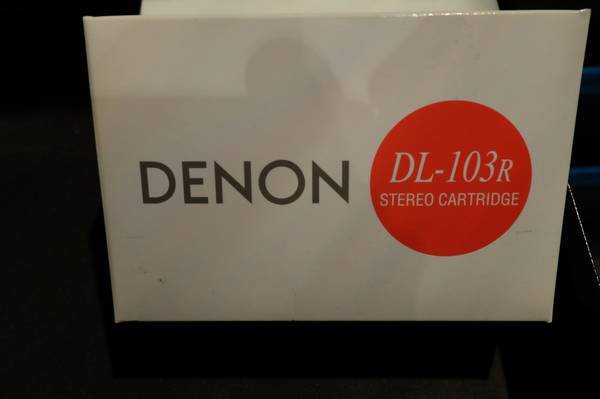 DENON
DL-103R
STEREO CARTRIDGE